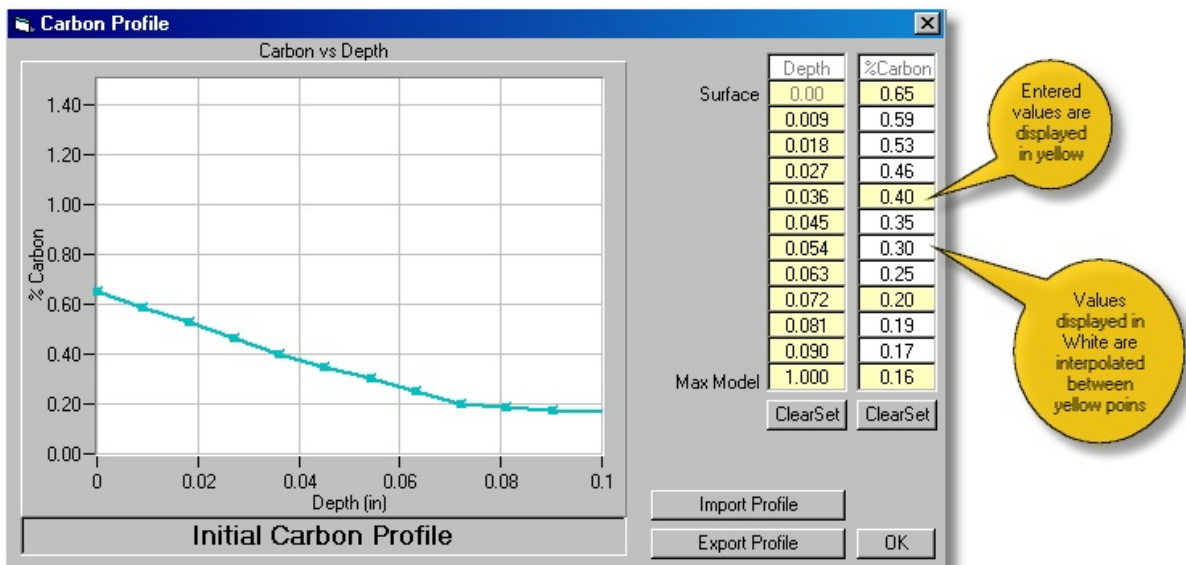 Carbon Profile
Carbon vs Depth
1.40
1.20
1.00
0.80
0.60
0.40
0.20
0.00
% Carbon
0 0.02 0.04 0.06 0.08 0.1
Depth (in)
Initial Carbon Profile
Depth %Carbon
Surface 0.00 0.65
0.009 0.59
0.018 0.53
0.027 0.46
0.036 0.40
0.045 0.35
0.054 0.30
0.063 0.25
0.072 0.20
0.081 0.19
0.090 0.17
Max Model 1.000 0.16
ClearSet ClearSet
Import Profile
Export Profile OK
Entered
values are
displayed
in yellow
Values
displayed in
White are
interpolated
between
yellow poins